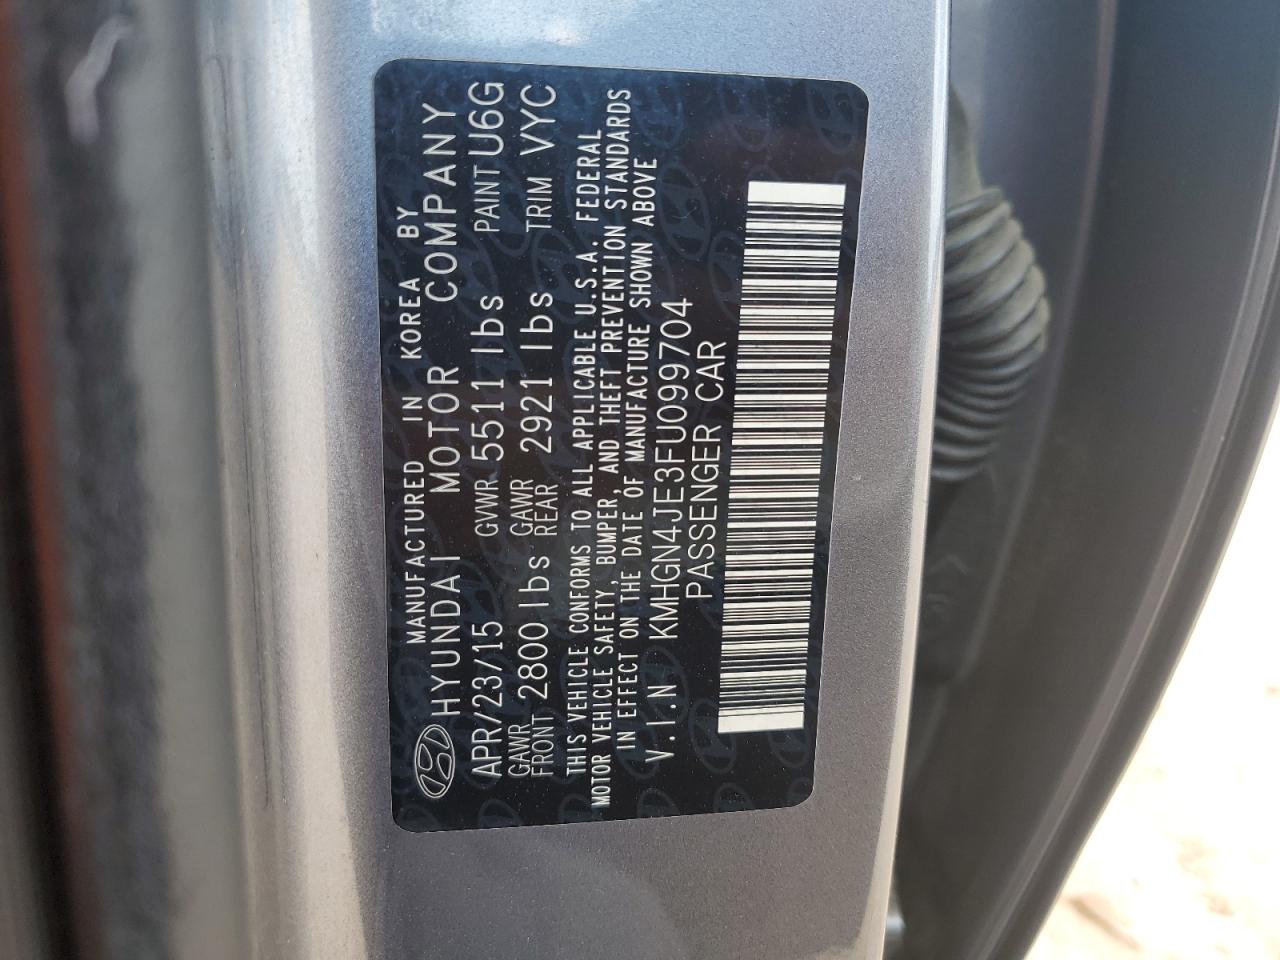 MANUFACTURED IN KOREA BY
HYUNDAI MOTOR COMPANY
APR/23/15 GVWR 5511 lbs PAINT U6G
GAWR FRONT 2800 lbs GAWR REAR 2921 lbs TRIM VYC
THIS VEHICLE CONFORMS TO ALL APPLICABLE U.S.A. FEDERAL
MOTOR VEHICLE SAFETY, BUMPER, AND THEFT PREVENTION STANDARDS
IN EFFECT ON THE DATE OF MANUFACTURE SHOWN ABOVE
V.I.N KMHGN4JE3FU099704
PASSENGER CAR